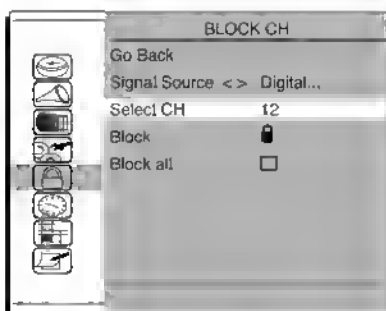 BLOCK CH
Go Back
Signal Source <> Digital...
Select CH 12
Block
Block all